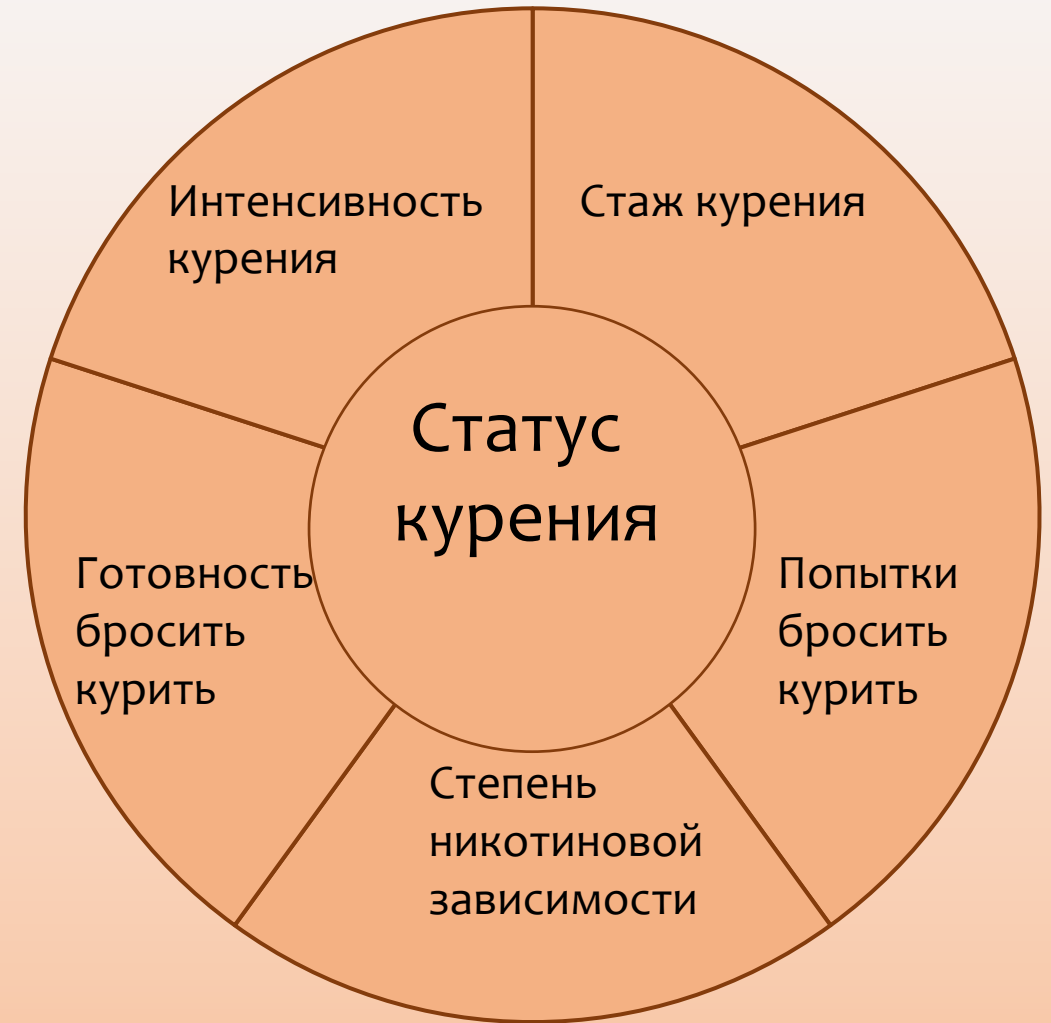 Интенсивность
курения
Стаж курения
Статус
курения
Готовность
бросить
курить
Попытки
бросить
курить
Степень
никотиновой
зависимости